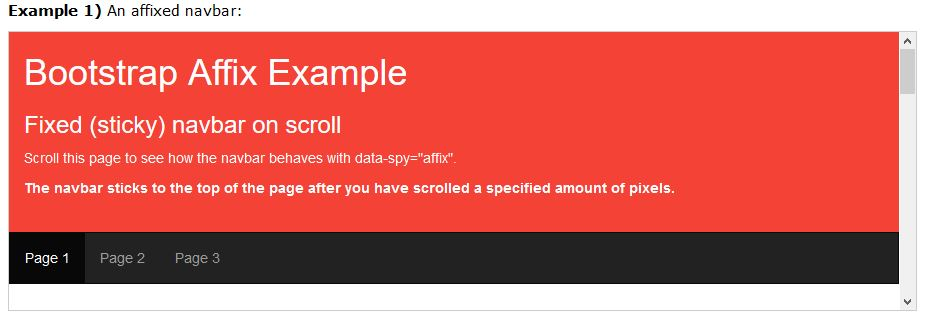 Example 1) An affixed navbar:
Bootstrap Affix Example
Fixed (sticky) navbar on scroll
Scroll this page to see how the navbar behaves with data-spy="affix".
The navbar sticks to the top of the page after you have scrolled a specified amount of pixels.
Page 1 Page 2 Page 3